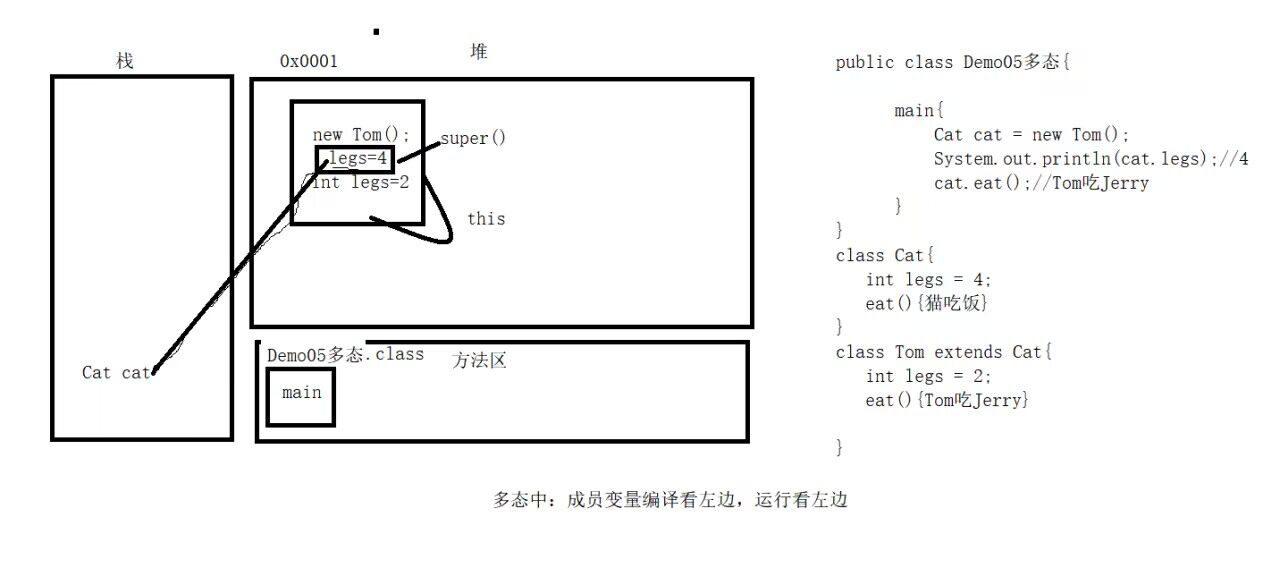 栈
0x0001
堆
new Tom();
legs=4
int legs=2
super()
this
Cat cat
Demo05多态.class
方法区
main
public class Demo05多态{
main{
Cat cat = new Tom();
System.out.println(cat.legs);//4
cat.eat();//Tom吃Jerry
}
}
class Cat{
int legs = 4;
eat(){猫吃饭}
}
class Tom extends Cat{
int legs = 2;
eat(){Tom吃Jerry}
}
多态中：成员变量编译看左边，运行看左边